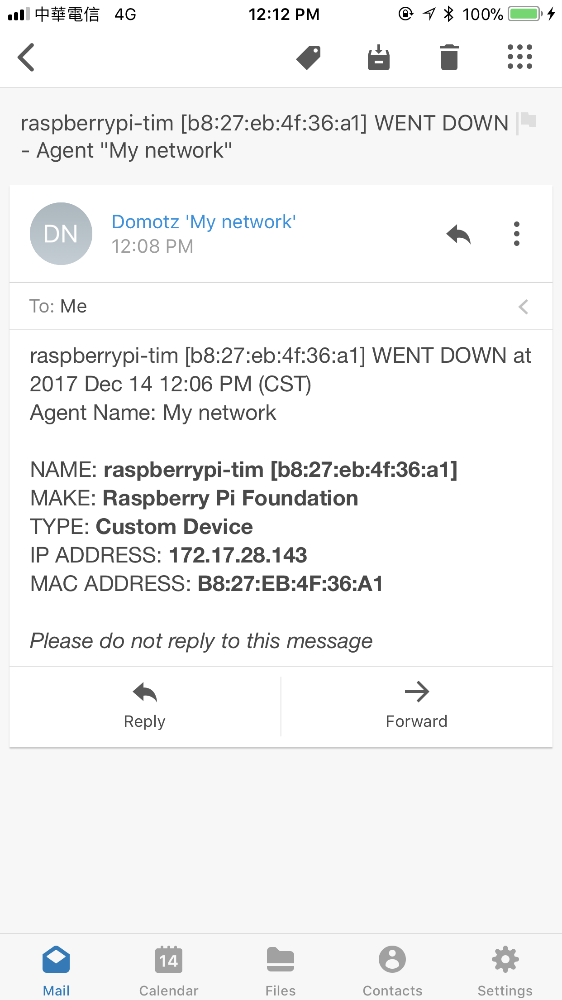 中華電信 4G 12:12 PM 100%
raspberrypi-tim [b8:27:eb:4f:36:a1] WENT DOWN
- Agent "My network"
DN
Domotz 'My network'
12:08 PM
To: Me
raspberrypi-tim [b8:27:eb:4f:36:a1] WENT DOWN at
2017 Dec 14 12:06 PM (CST)
Agent Name: My network
NAME: raspberrypi-tim [b8:27:eb:4f:36:a1]
MAKE: Raspberry Pi Foundation
TYPE: Custom Device
IP ADDRESS: 172.17.28.143
MAC ADDRESS: B8:27:EB:4F:36:A1
Please do not reply to this message
Reply Forward
14
Mail Calendar Files Contacts Settings